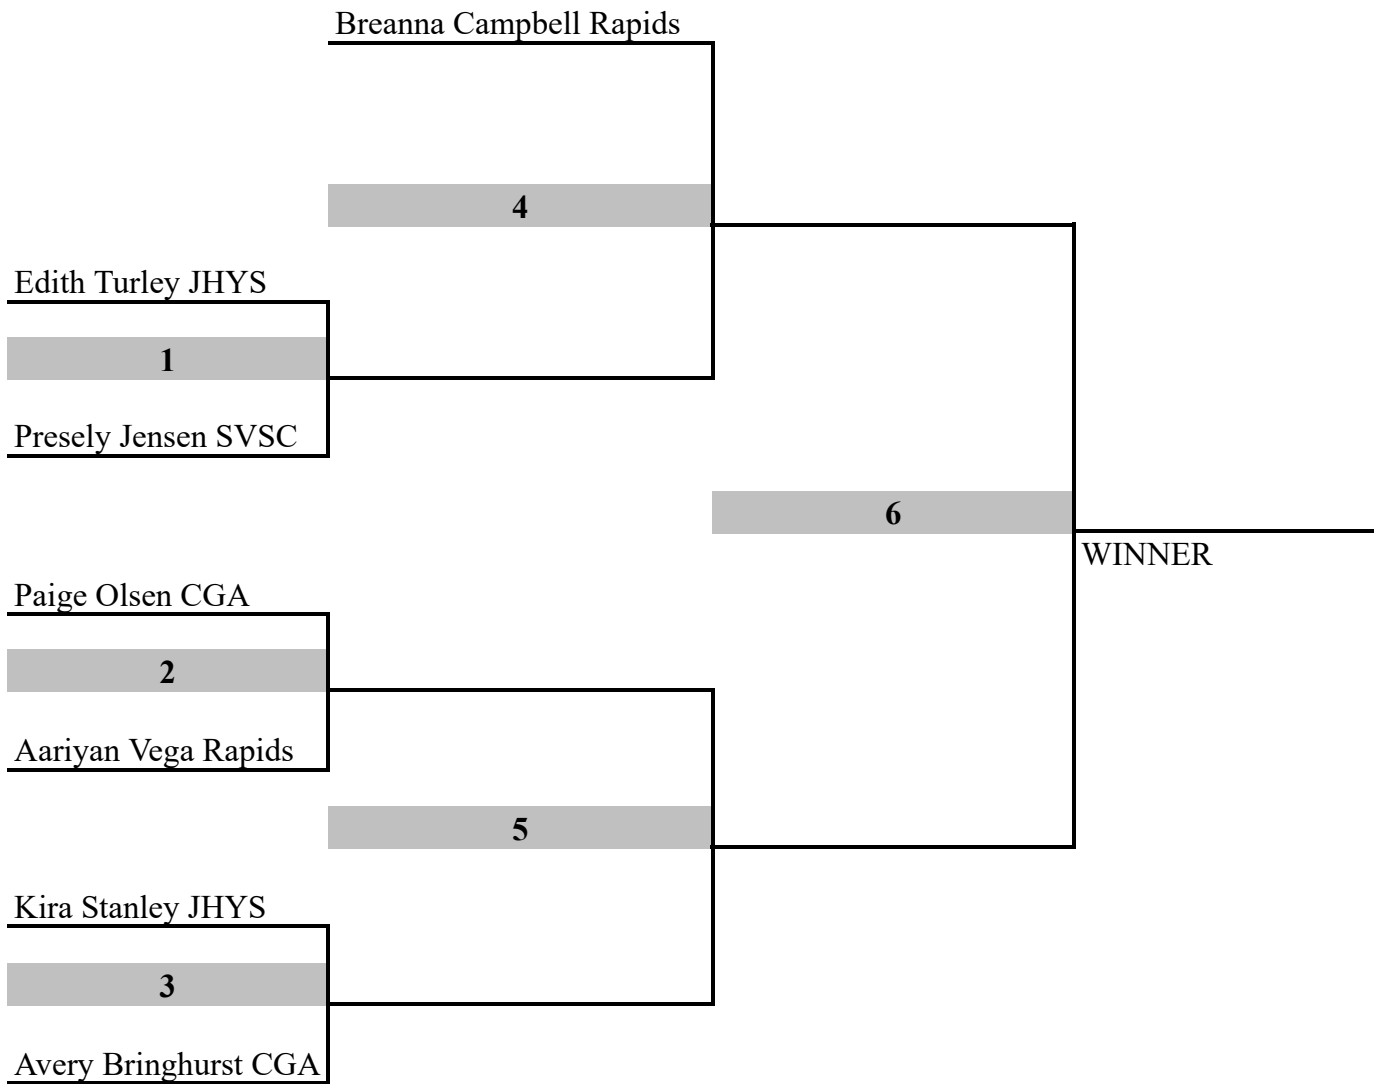 Breanna Campbell Rapids
4
Edith Turley JHYS
1
Presely Jensen SVSC
6
WINNER
Paige Olsen CGA
2
Aariyan Vega Rapids
5
Kira Stanley JHYS
3
Avery Bringhurst CGA